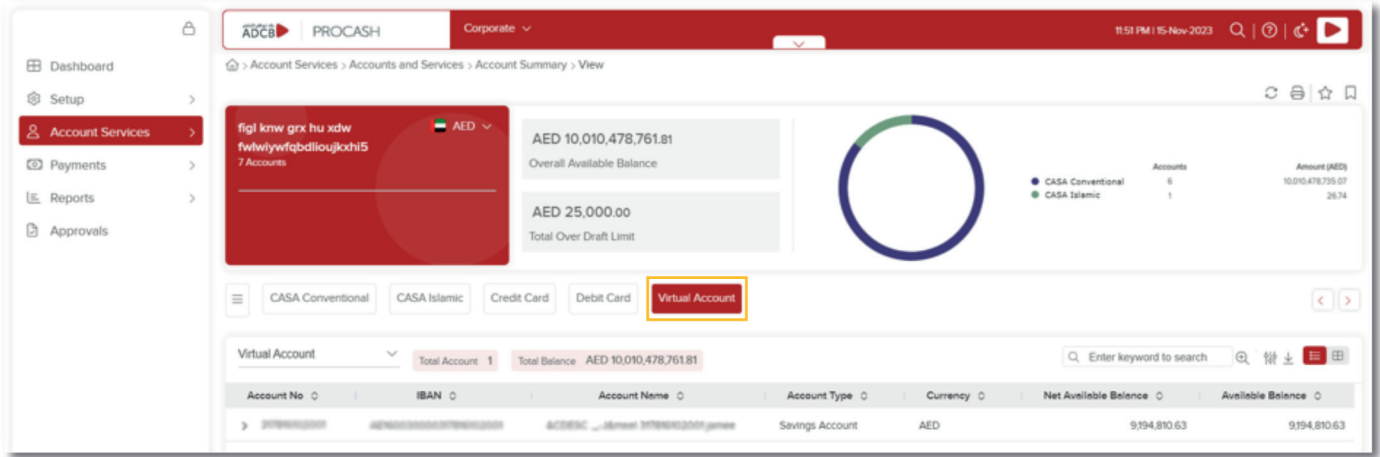 ADCB
PROCASH
Corporate
11:51 PM | 15-Nov-2023
Dashboard
Setup
Account Services
Payments
Reports
Approvals
> Account Services > Accounts and Services > Account Summary > View
figl knw grx hu xdw
fwlwiywfqbdlioujkxhi5
7 Accounts
AED
AED 10,010,478,761.81
Overall Available Balance
AED 25,000.00
Total Over Draft Limit
Accounts Amount (AED)
CASA Conventional 6 10,010,478,735.07
CASA Islamic 1 26.74
CASA Conventional CASA Islamic Credit Card Debit Card Virtual Account
Virtual Account Total Account 1 Total Balance AED 10,010,478,761.81 Enter keyword to search
Account No IBAN Account Name Account Type Currency Net Available Balance Available Balance
Savings Account AED 9,194,810.63 9,194,810.63